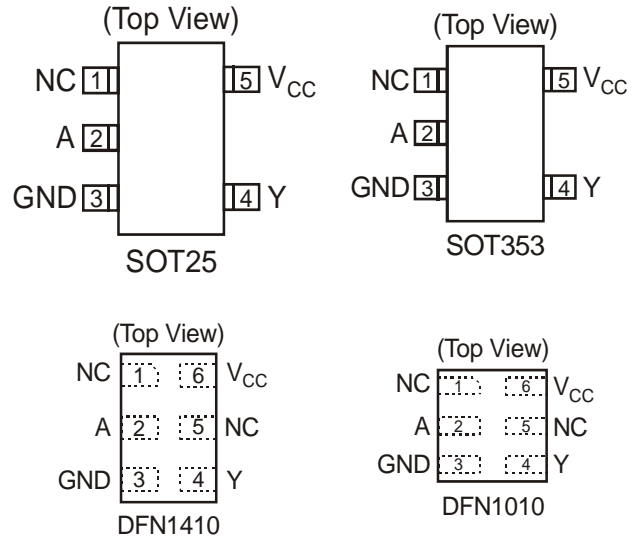 (Top View)
NC 1 5 VCC
A 2
GND 3 4 Y
SOT25
(Top View)
NC 1 5 VCC
A 2
GND 3 4 Y
SOT353
(Top View)
NC 1 6 VCC
A 2 5 NC
GND 3 4 Y
DFN1410
(Top View)
NC 1 6 VCC
A 2 5 NC
GND 3 4 Y
DFN1010